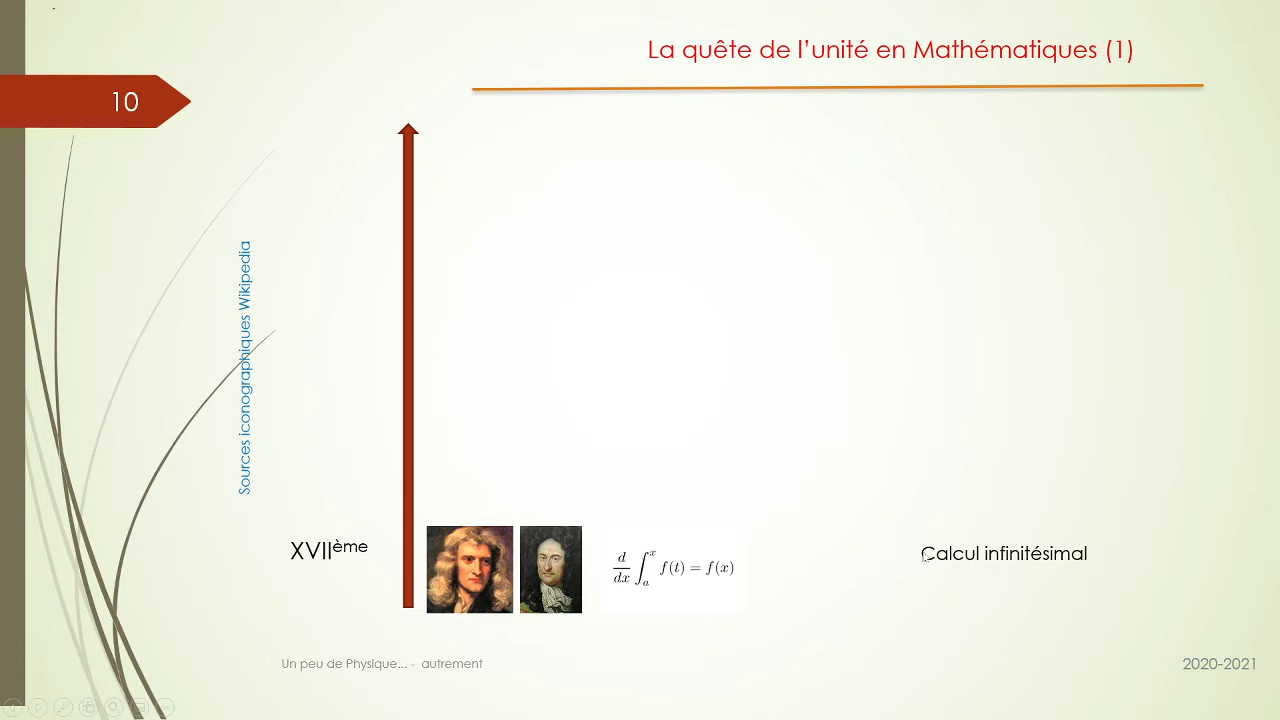 La quête de l’unité en Mathématiques (1)
10
Sources iconographiques Wikipedia
XVIIème
d/dx ∫ₐˣ f(t) = f(x)
Calcul infinitésimal
Un peu de Physique... - autrement
2020-2021